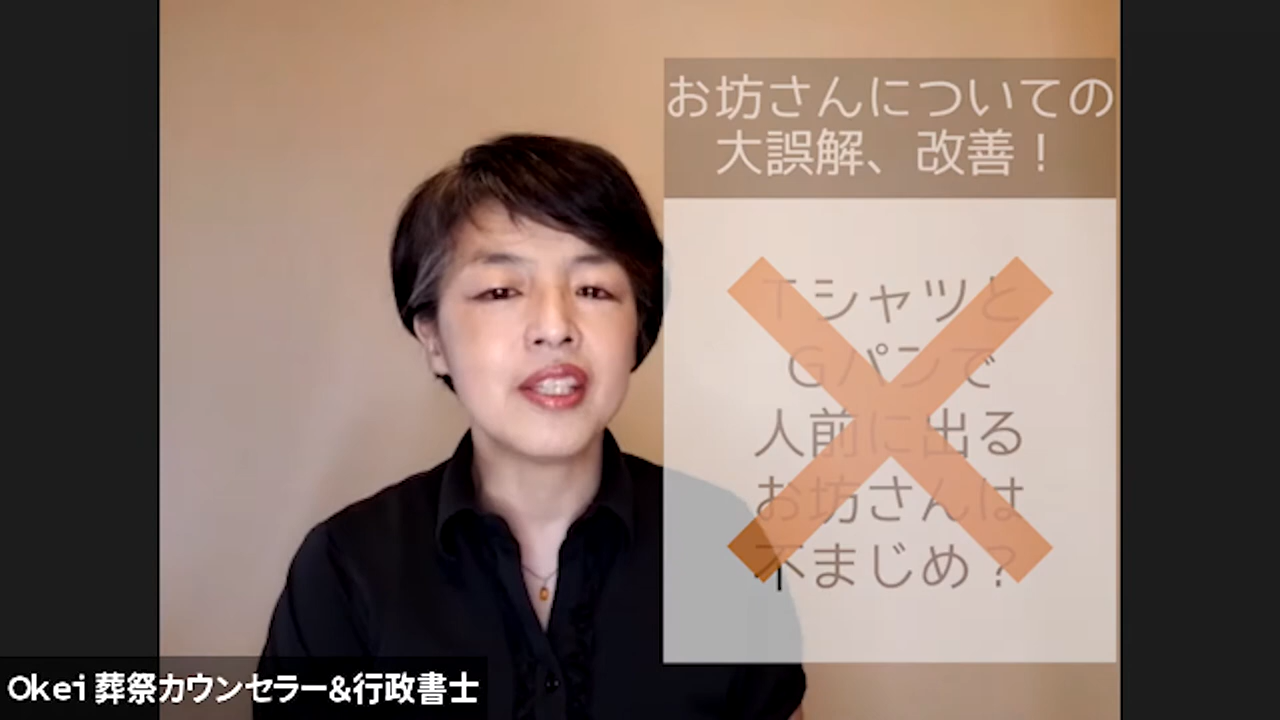 お坊さんについての
大誤解、改善！
Tシャツと
Gパンで
人前に出る
お坊さんは
不まじめ？
Okei 葬祭カウンセラー&行政書士